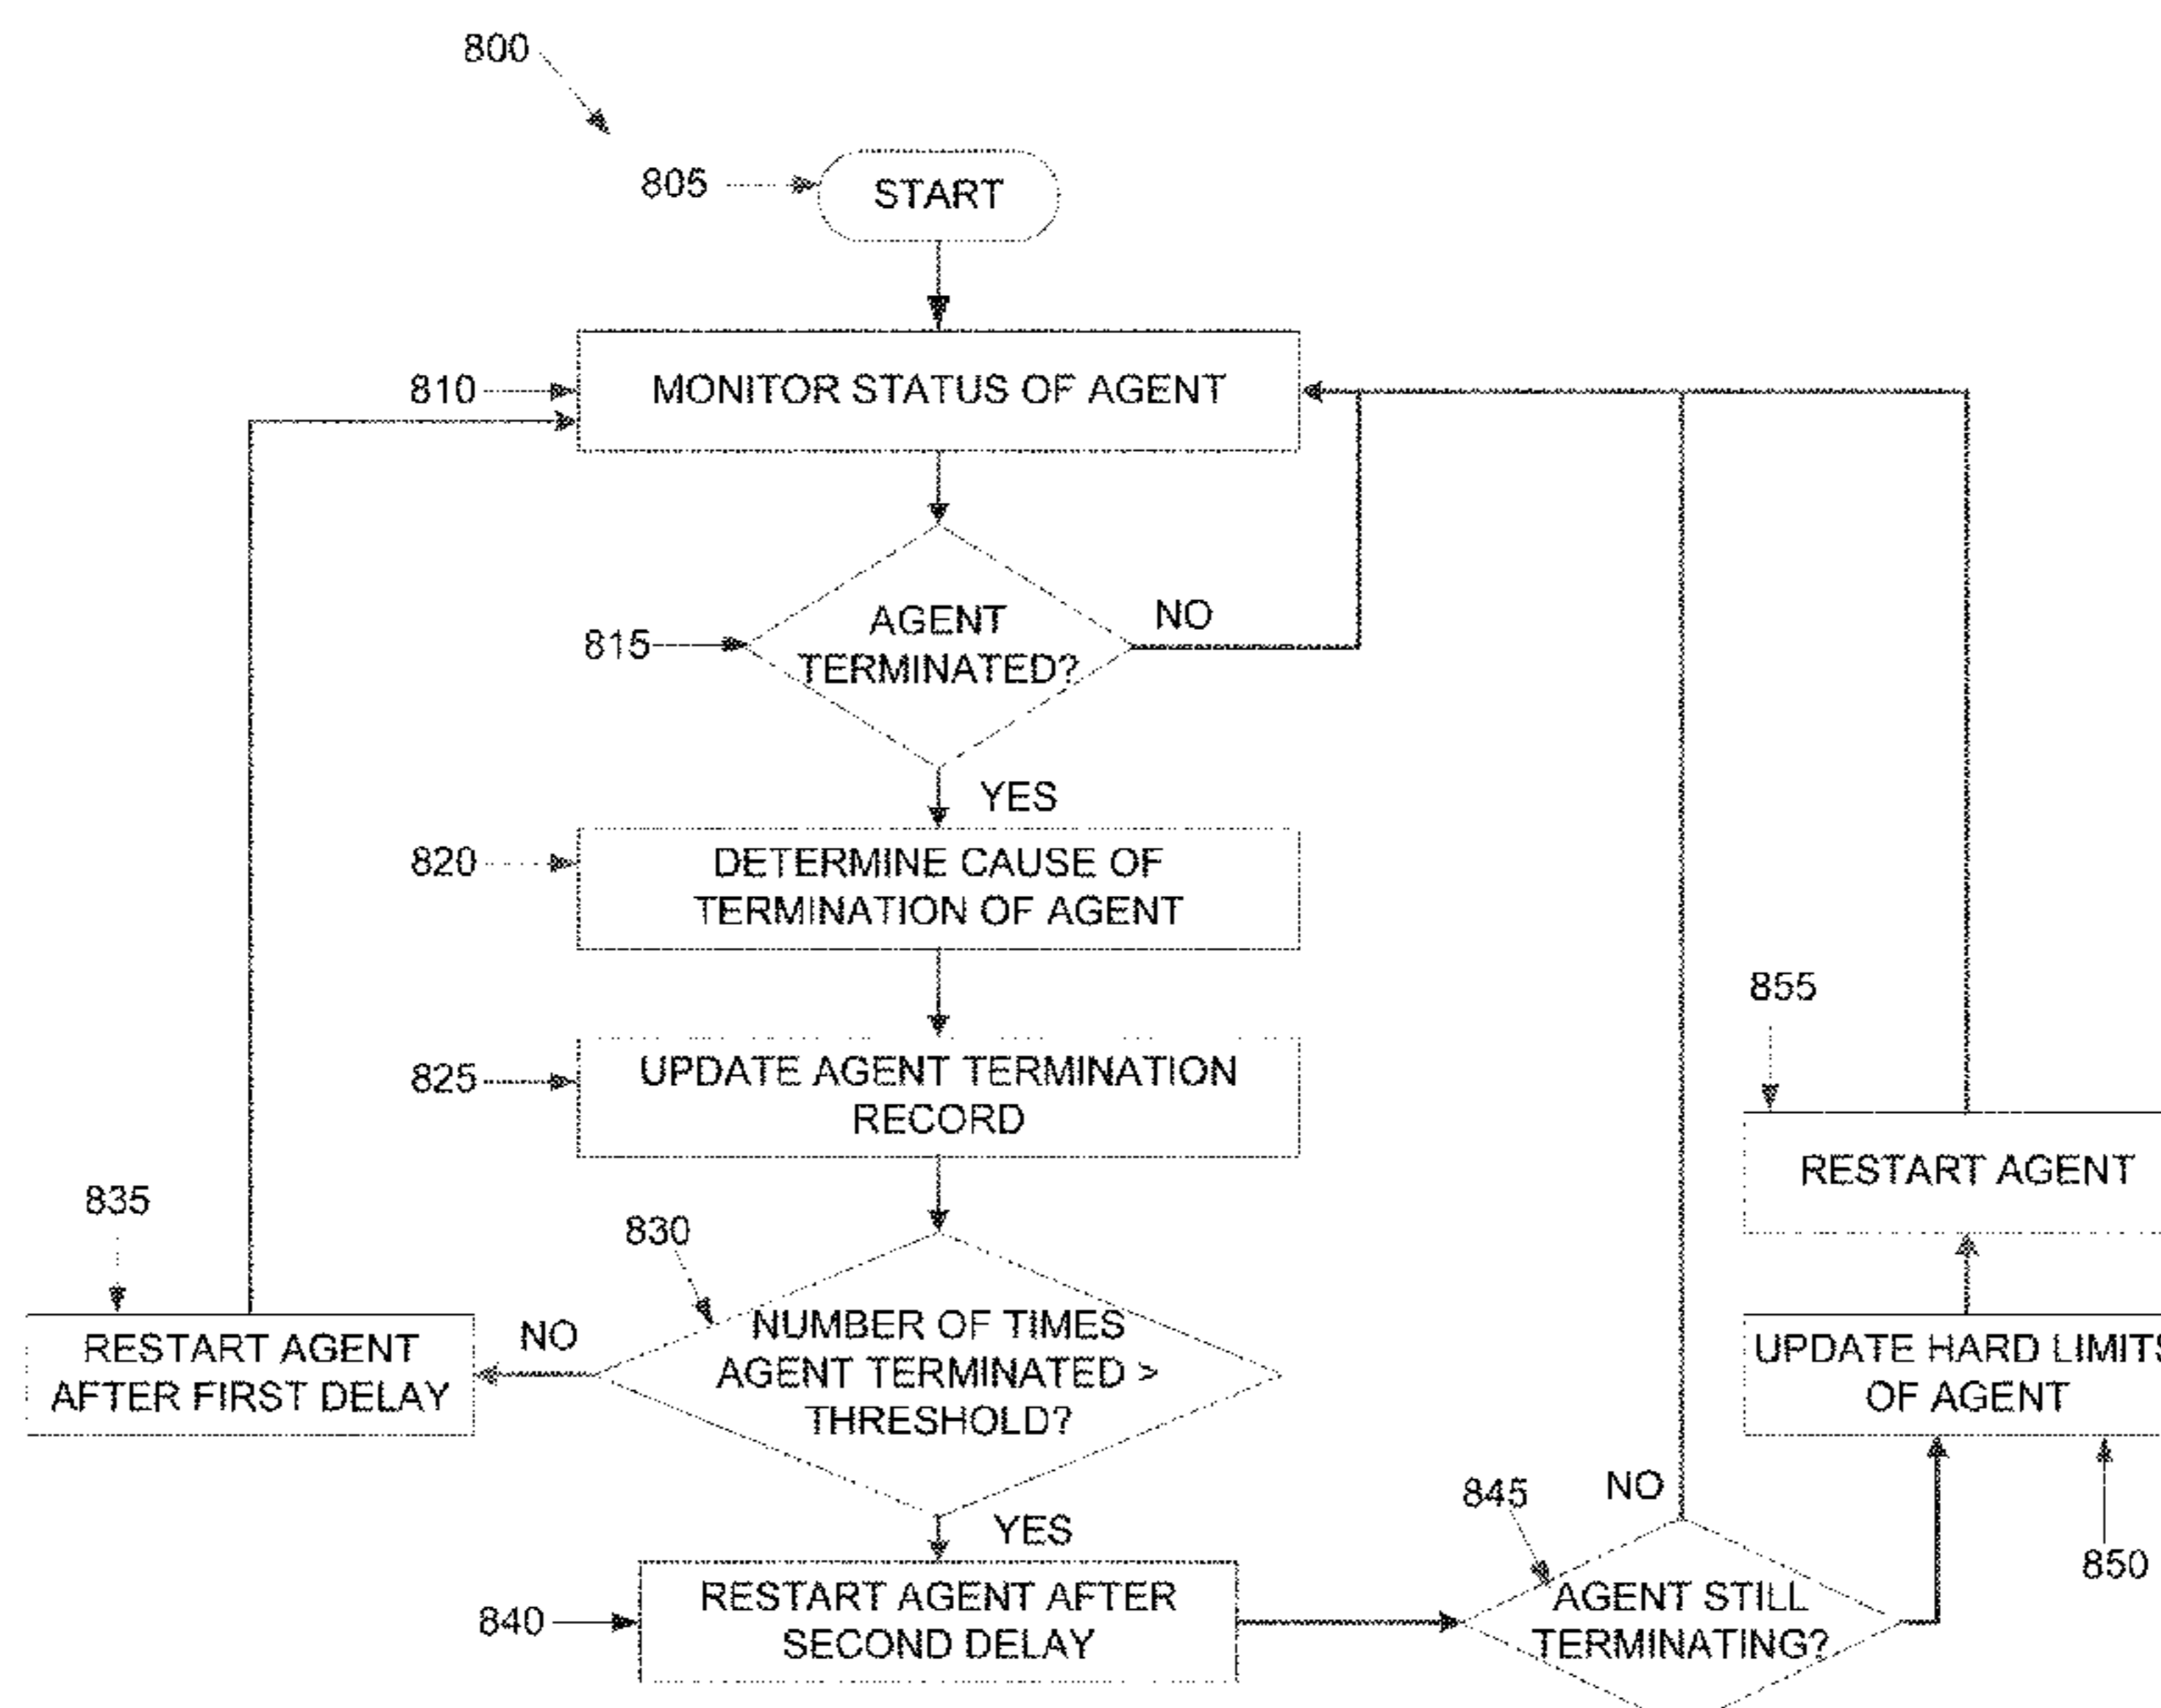 800
805
START
810
MONITOR STATUS OF AGENT
815
AGENT
TERMINATED?
NO
YES
820
DETERMINE CAUSE OF
TERMINATION OF AGENT
825
UPDATE AGENT TERMINATION
RECORD
830
NUMBER OF TIMES
AGENT TERMINATED >
THRESHOLD?
NO
835
RESTART AGENT
AFTER FIRST DELAY
YES
840
RESTART AGENT AFTER
SECOND DELAY
845
AGENT STILL
TERMINATING?
NO
850
UPDATE HARD LIMITS
OF AGENT
855
RESTART AGENT